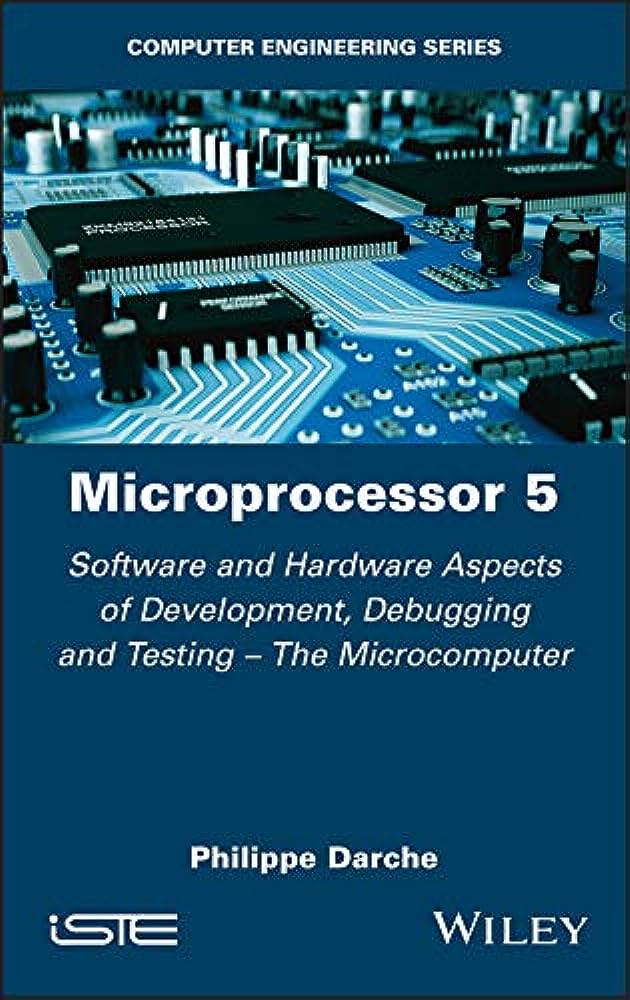 COMPUTER ENGINEERING SERIES
Microprocessor 5
Software and Hardware Aspects
of Development, Debugging
and Testing – The Microcomputer
Philippe Darche
iSTE
WILEY